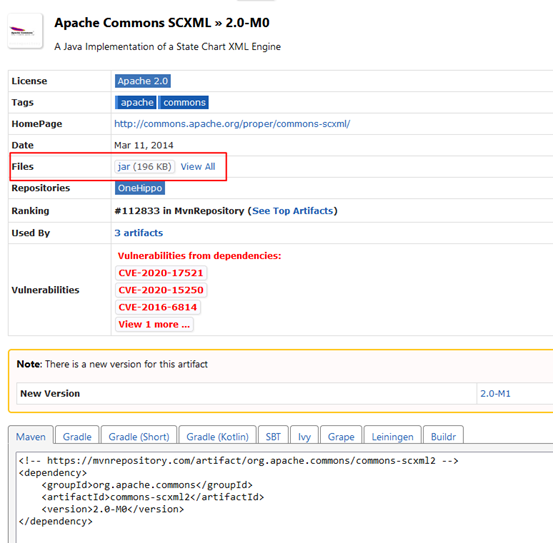 Apache Commons SCXML » 2.0-M0
A Java Implementation of a State Chart XML Engine
License Apache 2.0
Tags apache commons
HomePage http://commons.apache.org/proper/commons-scxml/
Date Mar 11, 2014
Files jar (196 KB) View All
Repositories OneHippo
Ranking #112833 in MvnRepository (See Top Artifacts)
Used By 3 artifacts
Vulnerabilities Vulnerabilities from dependencies:
CVE-2020-17521
CVE-2020-15250
CVE-2016-6814
View 1 more ...
Note: There is a new version for this artifact
New Version 2.0-M1
Maven Gradle Gradle (Short) Gradle (Kotlin) SBT Ivy Grape Leiningen Buildr
<!-- https://mvnrepository.com/artifact/org.apache.commons/commons-scxml2 -->
<dependency>
    <groupId>org.apache.commons</groupId>
    <artifactId>commons-scxml2</artifactId>
    <version>2.0-M0</version>
</dependency>